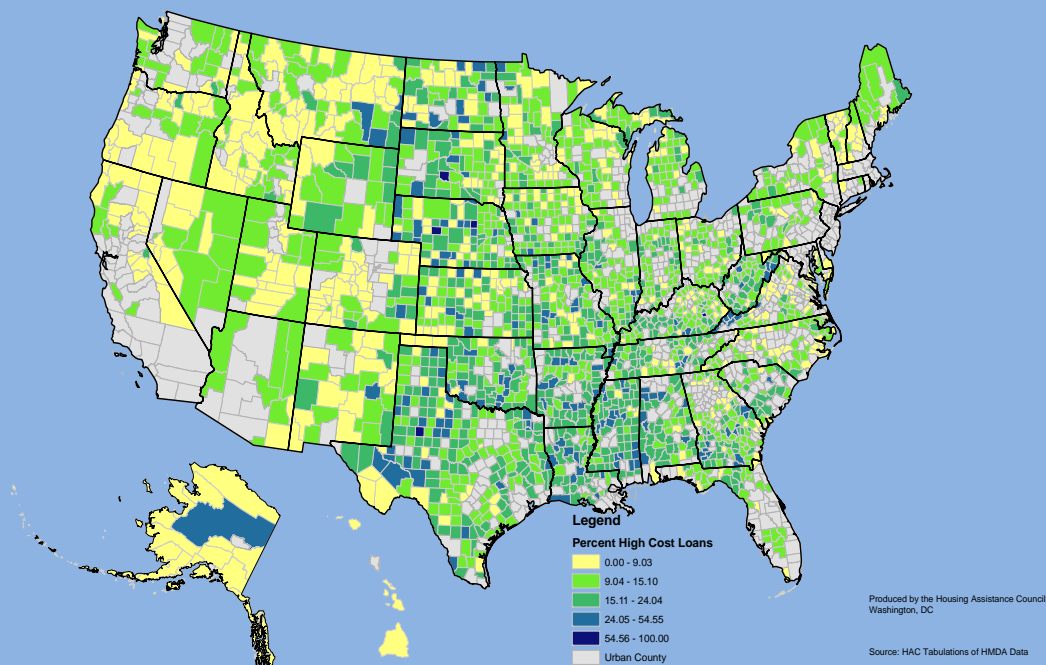 Legend
Percent High Cost Loans
0.00 - 9.03
9.04 - 15.10
15.11 - 24.04
24.05 - 54.55
54.56 - 100.00
Urban County
Produced by the Housing Assistance Council
Washington, DC
Source: HAC Tabulations of HMDA Data